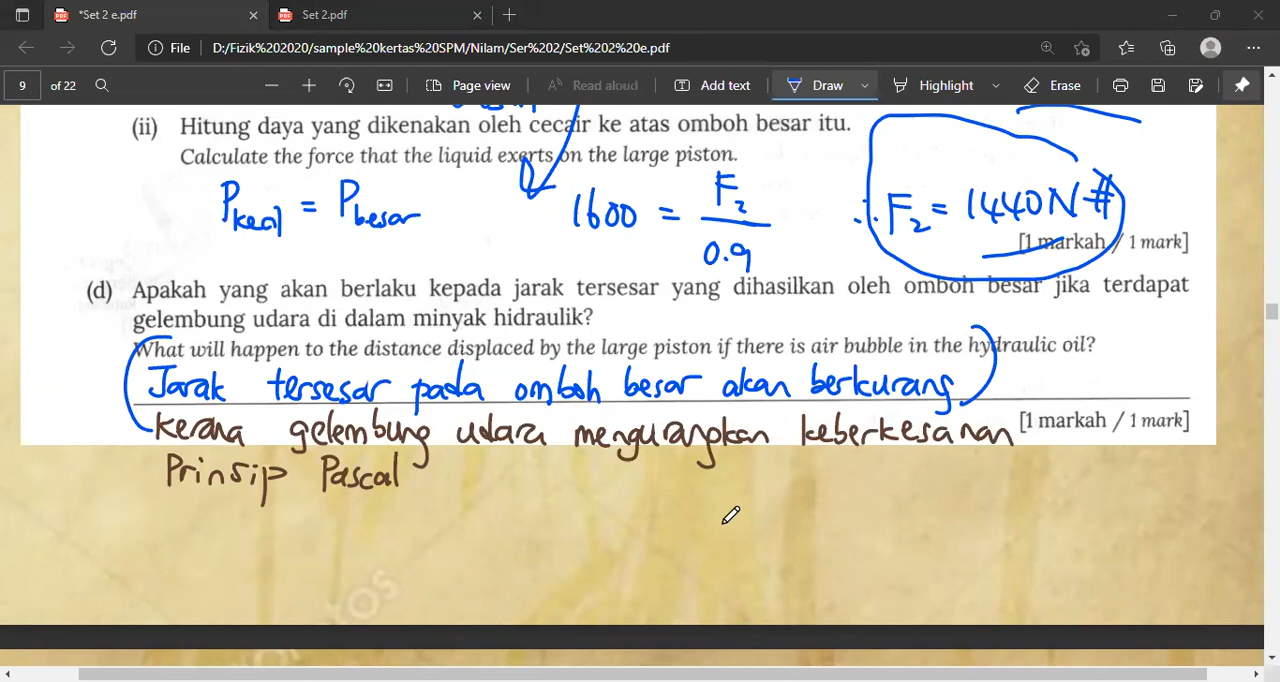 *Set 2 e.pdf
Set 2.pdf
File
D:/Fizik%202020/sample%20kertas%20SPM/Nilam/Ser%202/Set%202%20e.pdf
9 of 22
Page view
Read aloud
Add text
Draw
Highlight
Erase
(ii) Hitung daya yang dikenakan oleh cecair ke atas omboh besar itu.
Calculate the force that the liquid exerts on the large piston.
P kecil = P besar
1600 = F₂ / 0.9
∴ F₂ = 1440N #
[1 markah / 1 mark]
(d) Apakah yang akan berlaku kepada jarak tersesar yang dihasilkan oleh omboh besar jika terdapat
gelembung udara di dalam minyak hidraulik?
What will happen to the distance displaced by the large piston if there is air bubble in the hydraulic oil?
Jarak tersesar pada omboh besar akan berkurang
kerana gelembung udara mengurangkan keberkesanan
[1 markah / 1 mark]
Prinsip Pascal